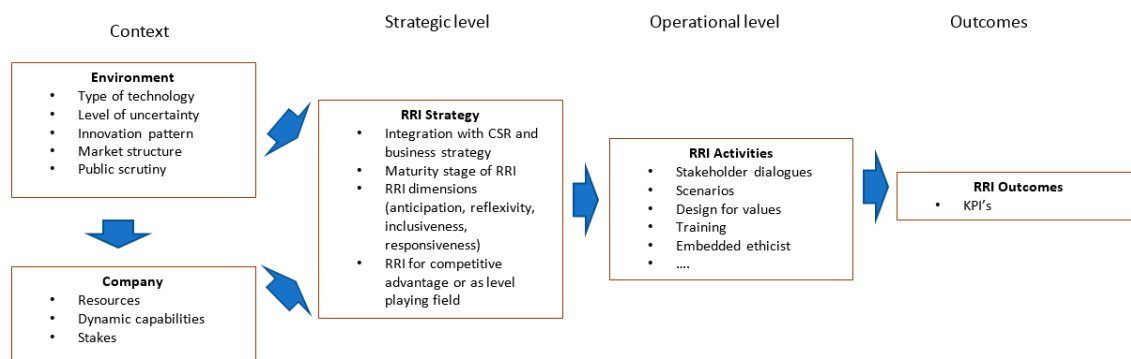 Context
Strategic level
Operational level
Outcomes
Environment
• Type of technology
• Level of uncertainty
• Innovation pattern
• Market structure
• Public scrutiny
Company
• Resources
• Dynamic capabilities
• Stakes
RRI Strategy
• Integration with CSR and
business strategy
• Maturity stage of RRI
• RRI dimensions
(anticipation, reflexivity,
inclusiveness,
responsiveness)
• RRI for competitive
advantage or as level
playing field
RRI Activities
• Stakeholder dialogues
• Scenarios
• Design for values
• Training
• Embedded ethicist
• ....
RRI Outcomes
• KPI's